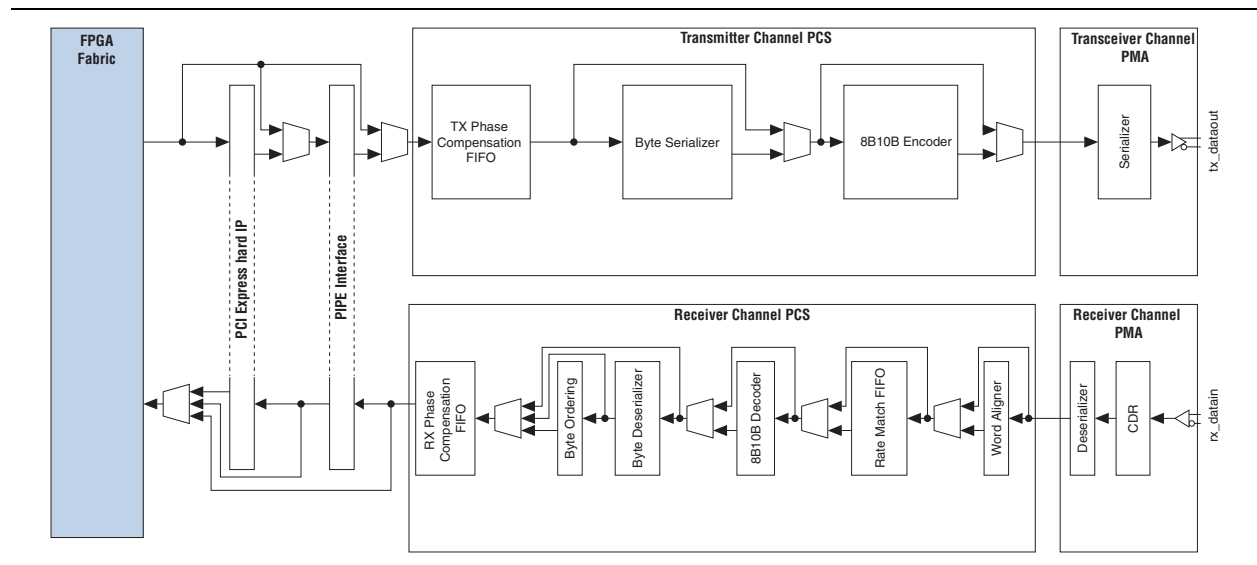 FPGA
Fabric
Transmitter Channel PCS
Transceiver Channel
PMA
TX Phase
Compensation
FIFO
Byte Serializer
8B10B Encoder
Serializer
tx_dataout
PCI Express hard IP
PIPE Interface
Receiver Channel PCS
Receiver Channel
PMA
RX Phase
Compensation
FIFO
Byte Ordering
Byte Deserializer
8B10B Decoder
Rate Match FIFO
Word Aligner
Deserializer
CDR
rx_datain